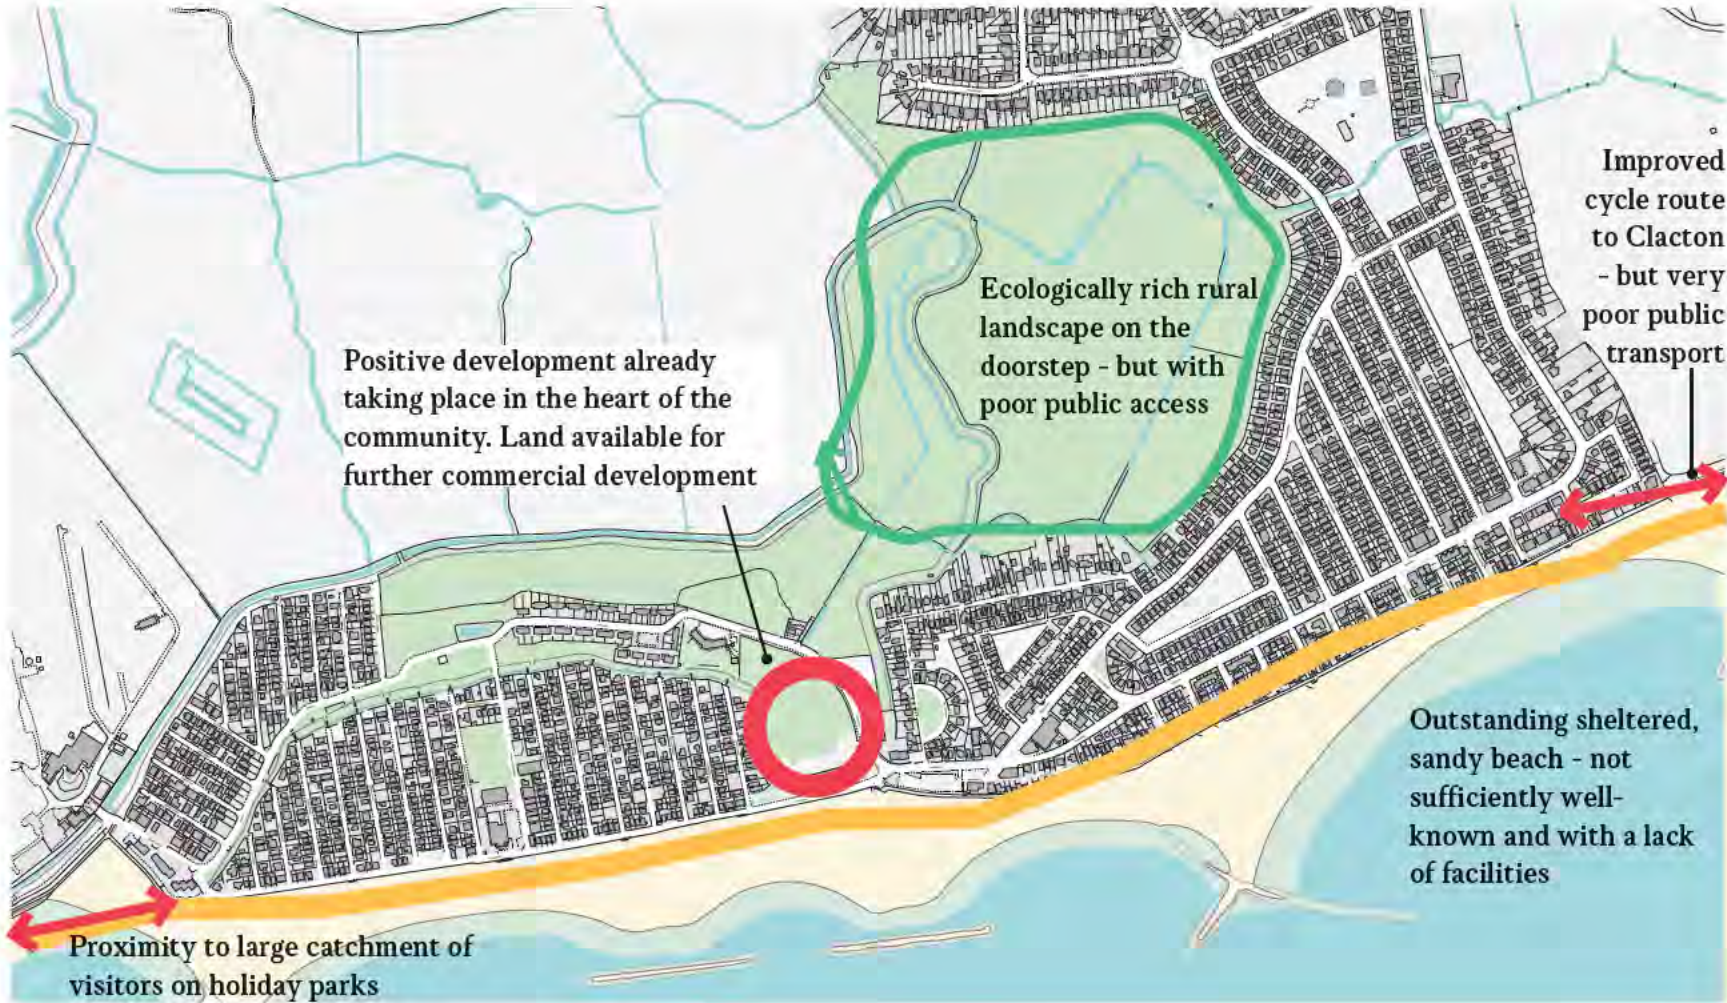 Improved
cycle route
to Clacton
- but very
poor public
transport
Ecologically rich rural
landscape on the
doorstep - but with
poor public access
Positive development already
taking place in the heart of the
community. Land available for
further commercial development
Outstanding sheltered,
sandy beach - not
sufficiently well-
known and with a lack
of facilities
Proximity to large catchment of
visitors on holiday parks